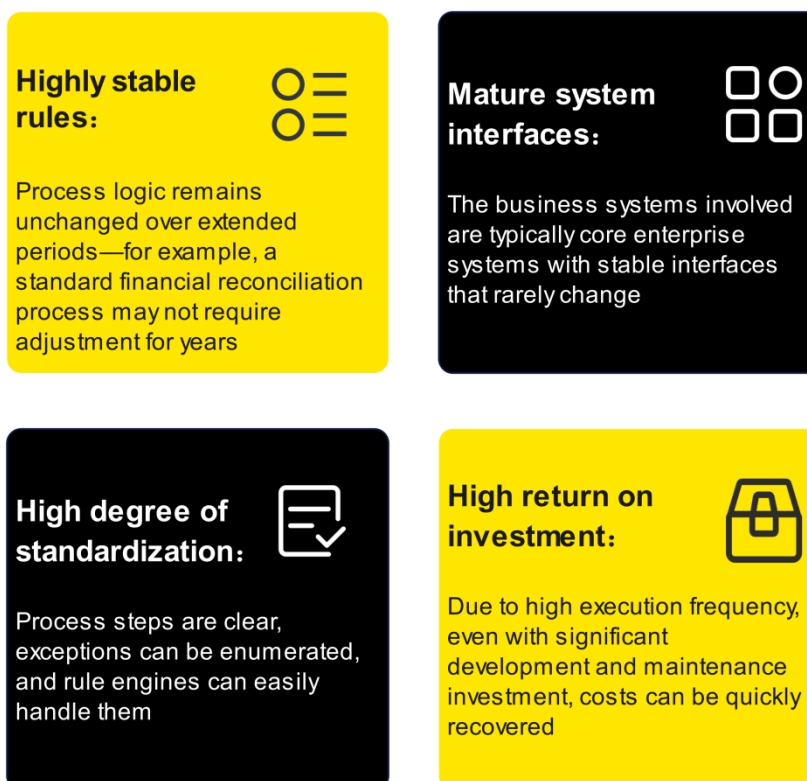 Highly stable
rules：
Process logic remains
unchanged over extended
periods—for example, a
standard financial reconciliation
process may not require
adjustment for years
Mature system
interfaces：
The business systems involved
are typically core enterprise
systems with stable interfaces
that rarely change
High degree of
standardization：
Process steps are clear,
exceptions can be enumerated,
and rule engines can easily
handle them
High return on
investment：
Due to high execution frequency,
even with significant
development and maintenance
investment, costs can be quickly
recovered